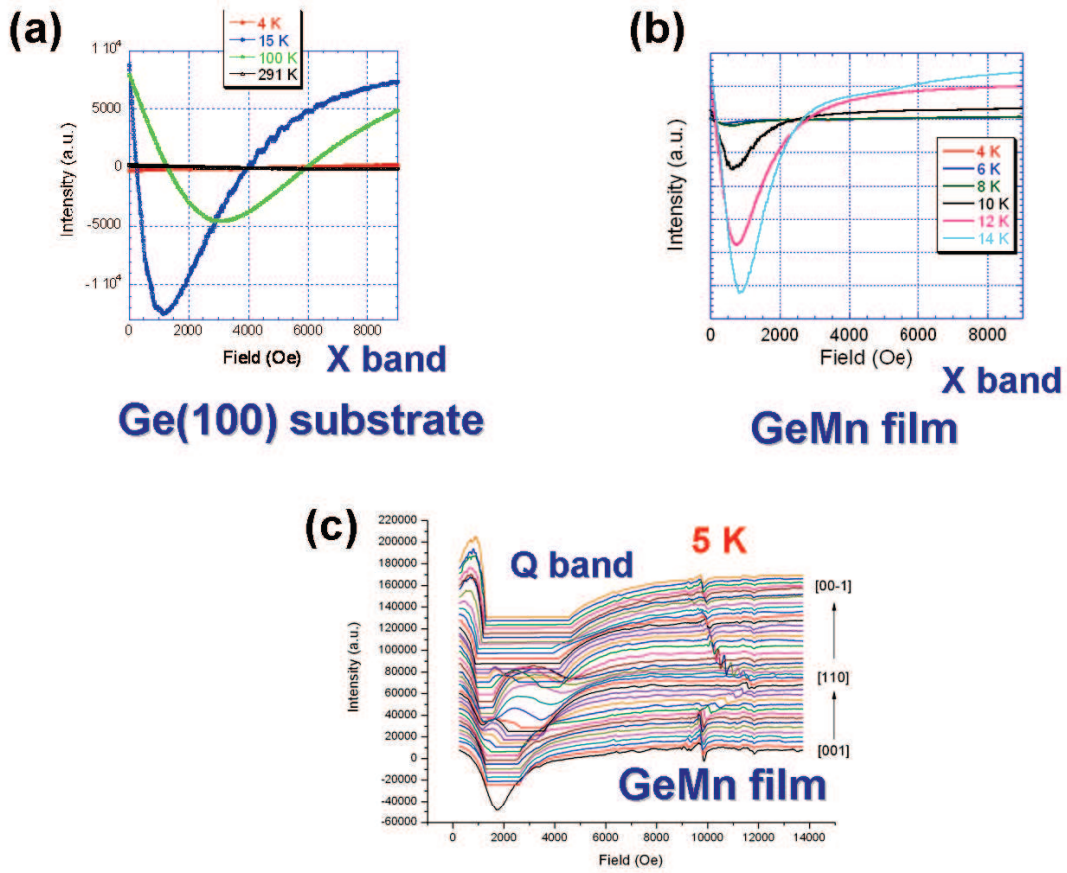 (a)
4 K
15 K
100 K
291 K
1 10⁴
5000
0
-5000
-1 10⁴
Intensity (a.u.)
0 2000 4000 6000 8000
Field (Oe)
X band
Ge(100) substrate
(b)
Intensity (a.u.)
4 K
6 K
8 K
10 K
12 K
14 K
0 2000 4000 6000 8000
Field (Oe)
X band
GeMn film
(c)
220000
200000
180000
160000
140000
120000
100000
80000
60000
40000
20000
0
-20000
-40000
-60000
Intensity (a.u.)
Q band
5 K
[00-1]
[110]
[001]
GeMn film
0 2000 4000 6000 8000 10000 12000 14000
Field (Oe)